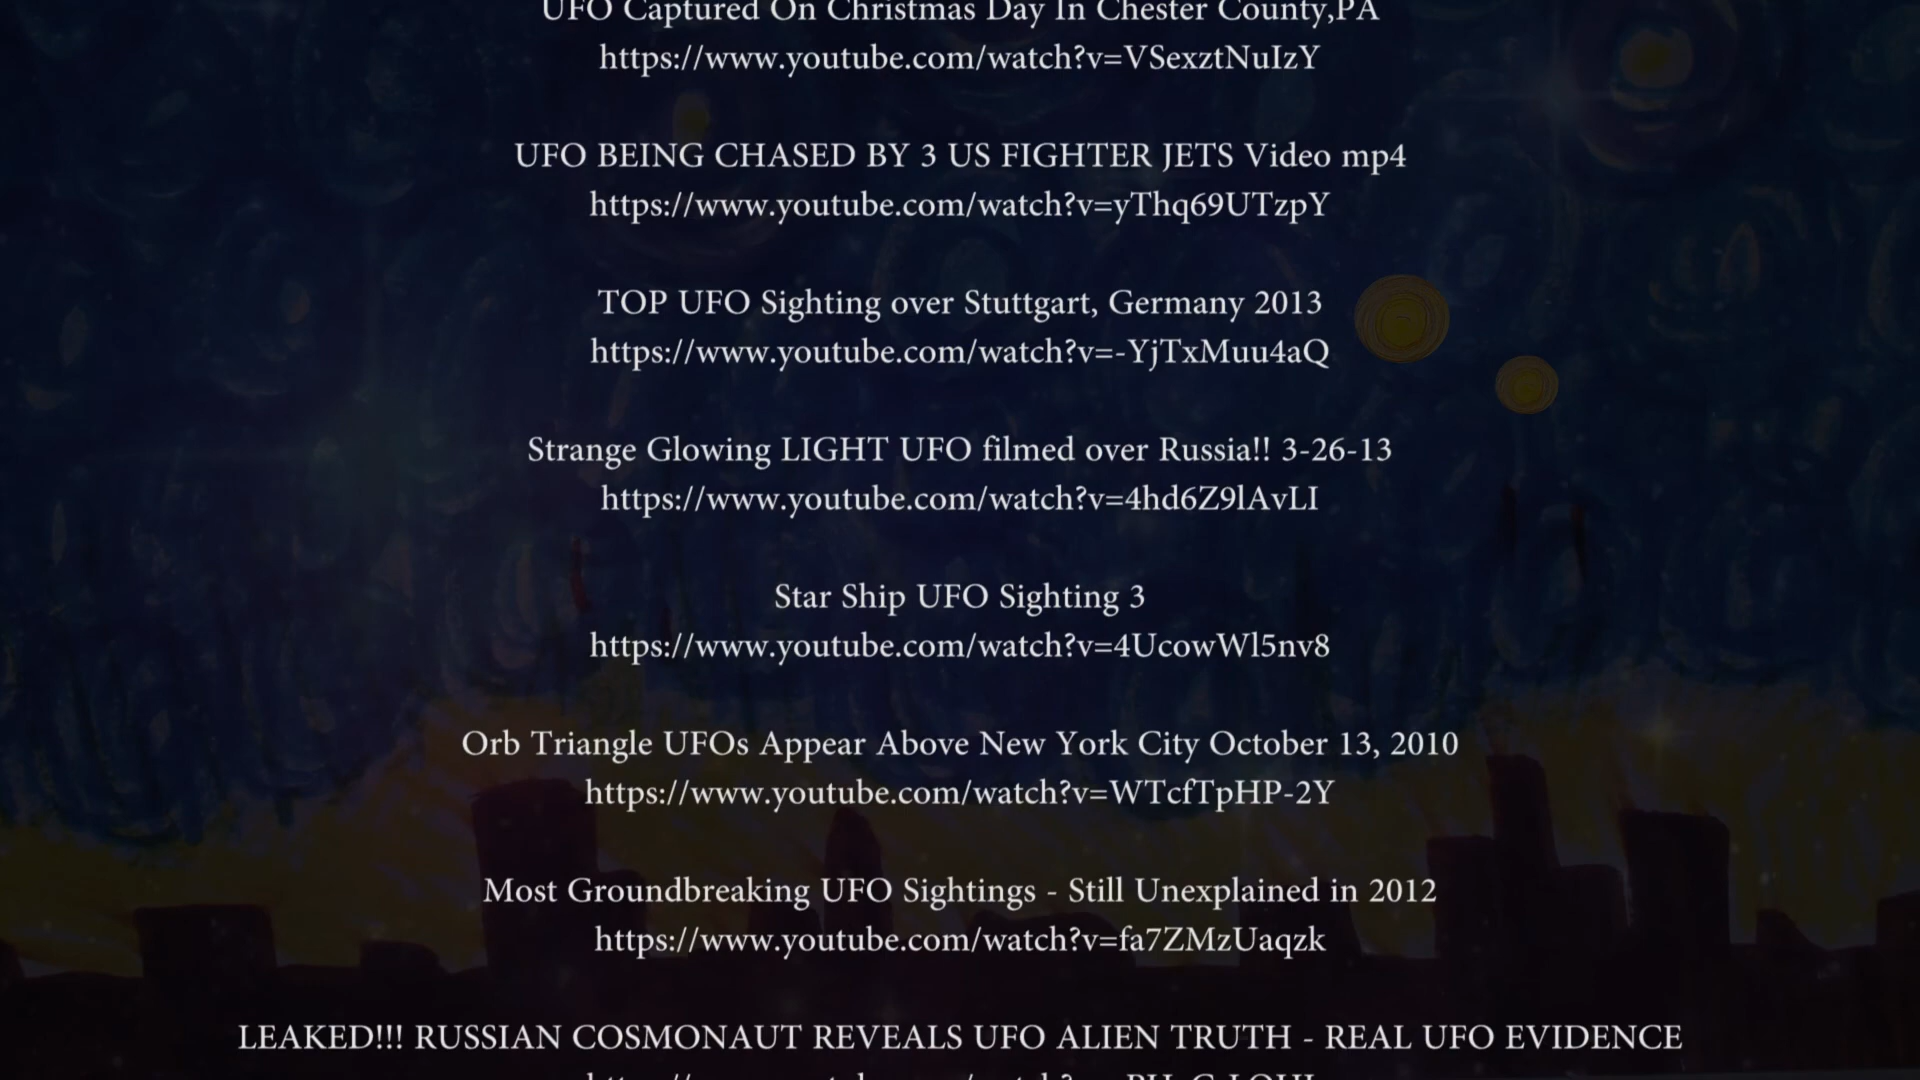 UFO Captured On Christmas Day In Chester County,PA
https://www.youtube.com/watch?v=VSexztNuIzY
UFO BEING CHASED BY 3 US FIGHTER JETS Video mp4
https://www.youtube.com/watch?v=yThq69UTzpY
TOP UFO Sighting over Stuttgart, Germany 2013
https://www.youtube.com/watch?v=-YjTxMuu4aQ
Strange Glowing LIGHT UFO filmed over Russia!! 3-26-13
https://www.youtube.com/watch?v=4hd6Z9lAvLI
Star Ship UFO Sighting 3
https://www.youtube.com/watch?v=4UcowWl5nv8
Orb Triangle UFOs Appear Above New York City October 13, 2010
https://www.youtube.com/watch?v=WTcfTpHP-2Y
Most Groundbreaking UFO Sightings - Still Unexplained in 2012
https://www.youtube.com/watch?v=fa7ZMzUaqzk
LEAKED!!! RUSSIAN COSMONAUT REVEALS UFO ALIEN TRUTH - REAL UFO EVIDENCE